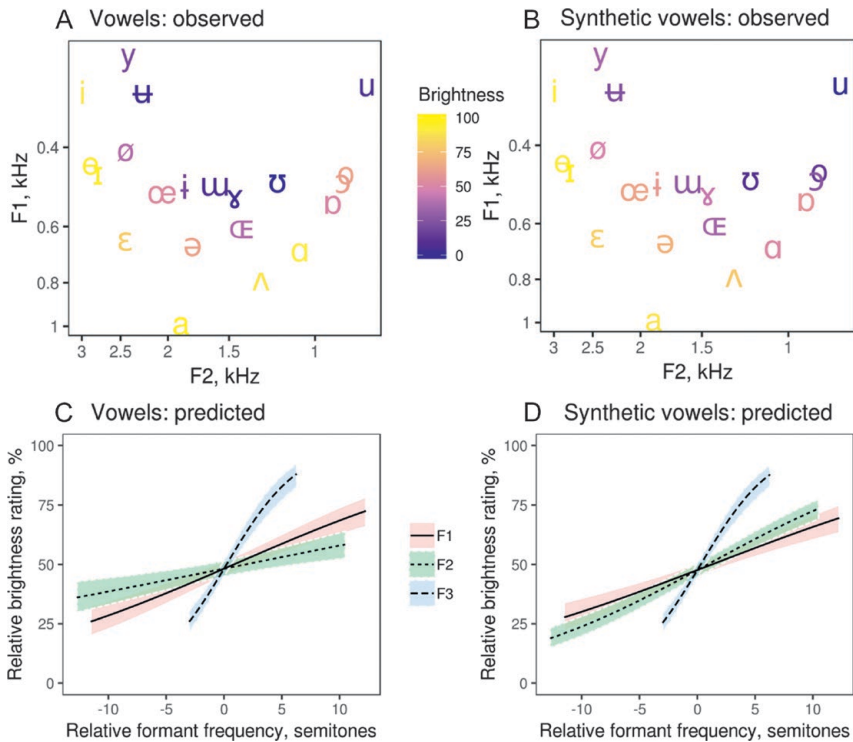 A Vowels: observed
B Synthetic vowels: observed
F1, kHz
0.4
0.6
0.8
1
y
i
ʉ
u
ø
e
ɪ
œ
ɨ
ɯ
ɤ
ʊ
o
ɔ
ɒ
ɶ
ɛ
ə
ɑ
ʌ
a
3 2.5 2 1.5 1
F2, kHz
Brightness
100
75
50
25
0
F1, kHz
0.4
0.6
0.8
1
y
i
ʉ
u
ø
e
ɪ
œ
ɨ
ɯ
ɤ
ʊ
ɒ
ɶ
ɛ
ə
ɑ
ʌ
a
3 2.5 2 1.5 1
F2, kHz
C Vowels: predicted
D Synthetic vowels: predicted
Relative brightness rating, %
100
75
50
25
0
-10 -5 0 5 10
Relative formant frequency, semitones
F1
F2
F3
Relative brightness rating, %
100
75
50
25
0
-10 -5 0 5 10
Relative formant frequency, semitones